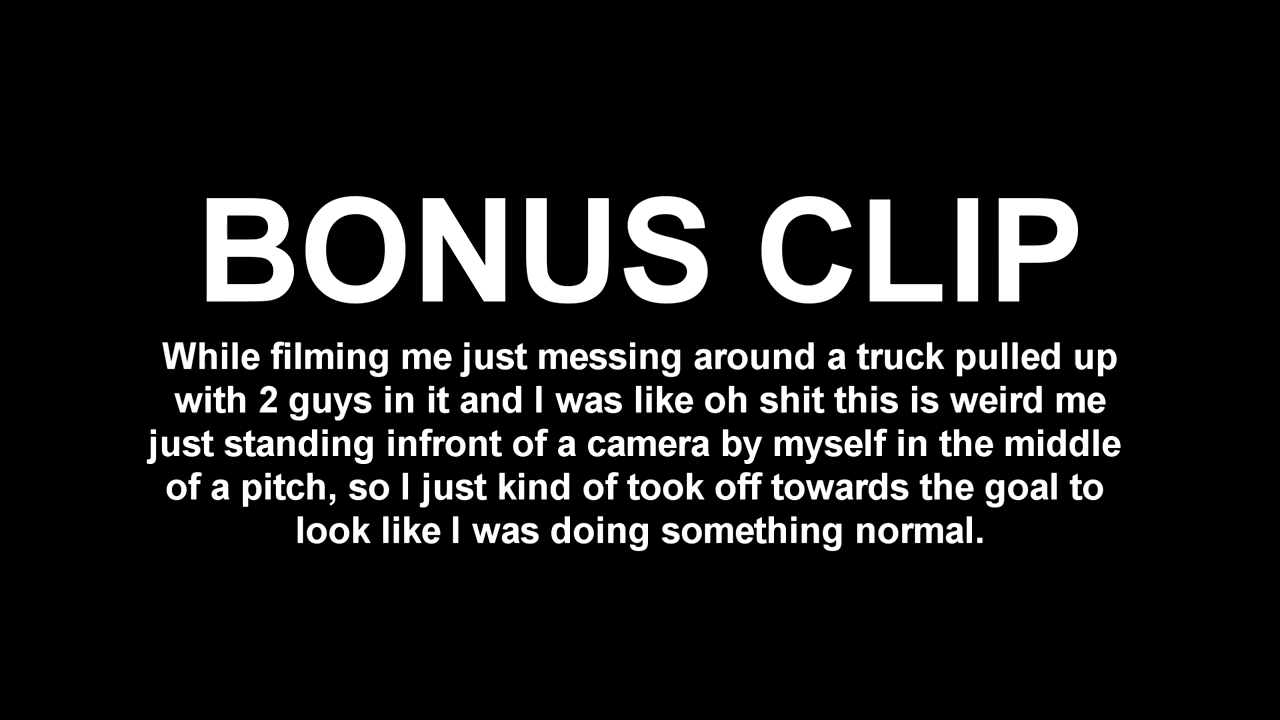 BONUS CLIP
While filming me just messing around a truck pulled up
with 2 guys in it and I was like oh shit this is weird me
just standing infront of a camera by myself in the middle
of a pitch, so I just kind of took off towards the goal to
look like I was doing something normal.